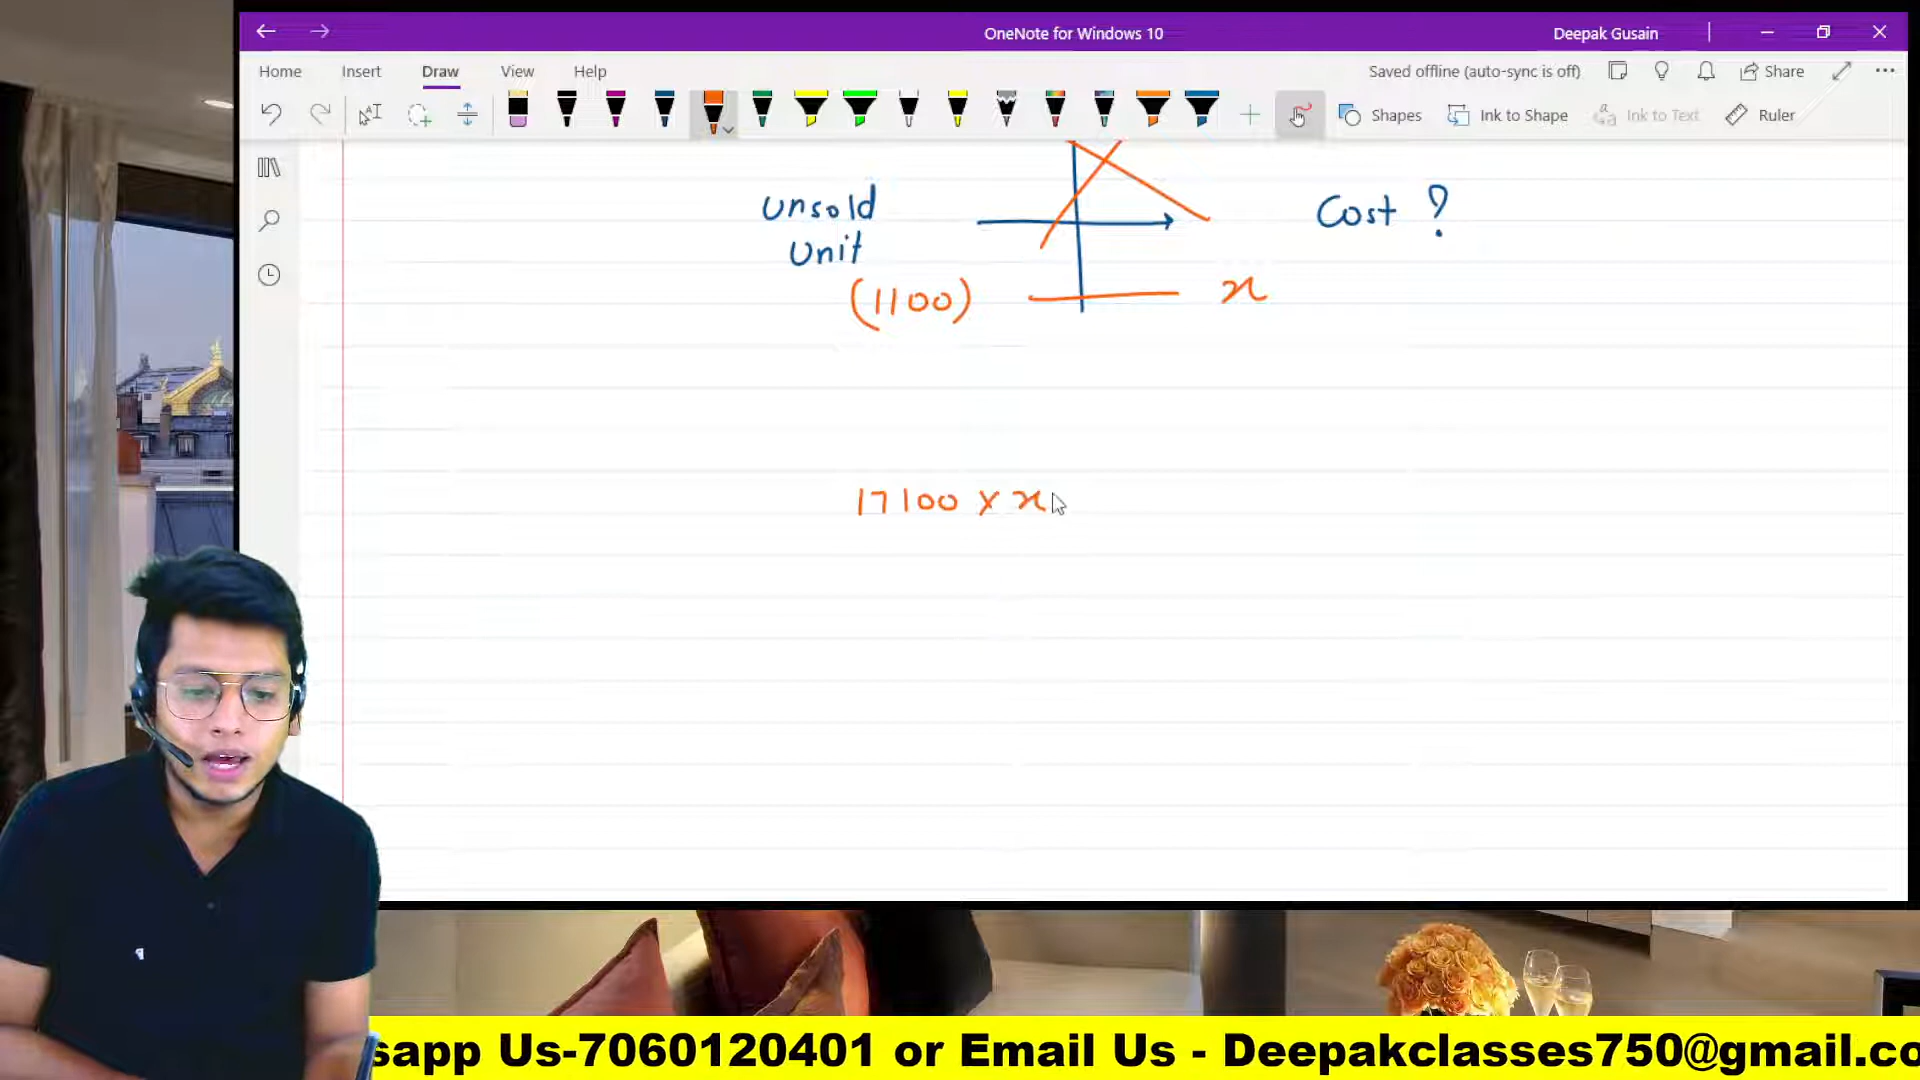 OneNote for Windows 10
Deepak Gusain
Home Insert Draw View Help
Saved offline (auto-sync is off)
Share
Shapes
Ink to Shape
Ink to Text
Ruler
Unsold
Unit
(1100)
x
Cost ?
17100 × x
sapp Us-7060120401 or Email Us - Deepakclasses750@gmail.co